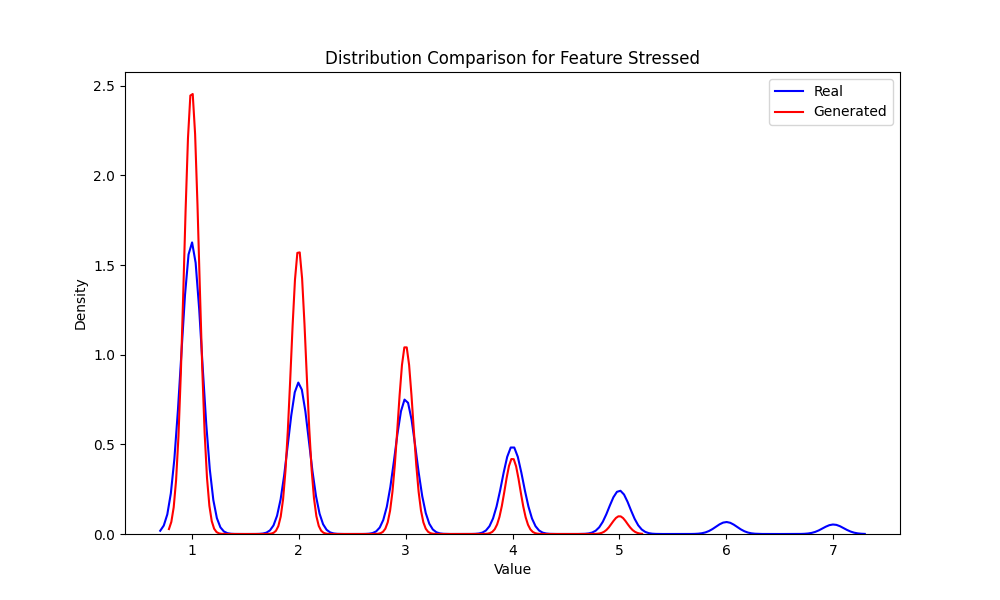 Distribution Comparison for Feature Stressed
Real
Generated
2.5
2.0
1.5
1.0
0.5
0.0
Density
1 2 3 4 5 6 7
Value